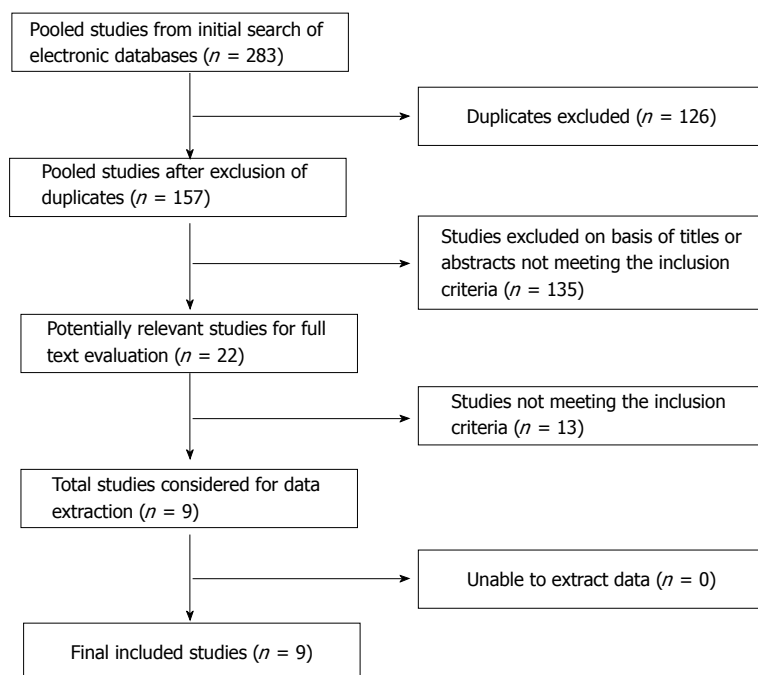 Pooled studies from initial search of
electronic databases (n = 283)
Duplicates excluded (n = 126)
Pooled studies after exclusion of
duplicates (n = 157)
Studies excluded on basis of titles or
abstracts not meeting the inclusion
criteria (n = 135)
Potentially relevant studies for full
text evaluation (n = 22)
Studies not meeting the inclusion
criteria (n = 13)
Total studies considered for data
extraction (n = 9)
Unable to extract data (n = 0)
Final included studies (n = 9)